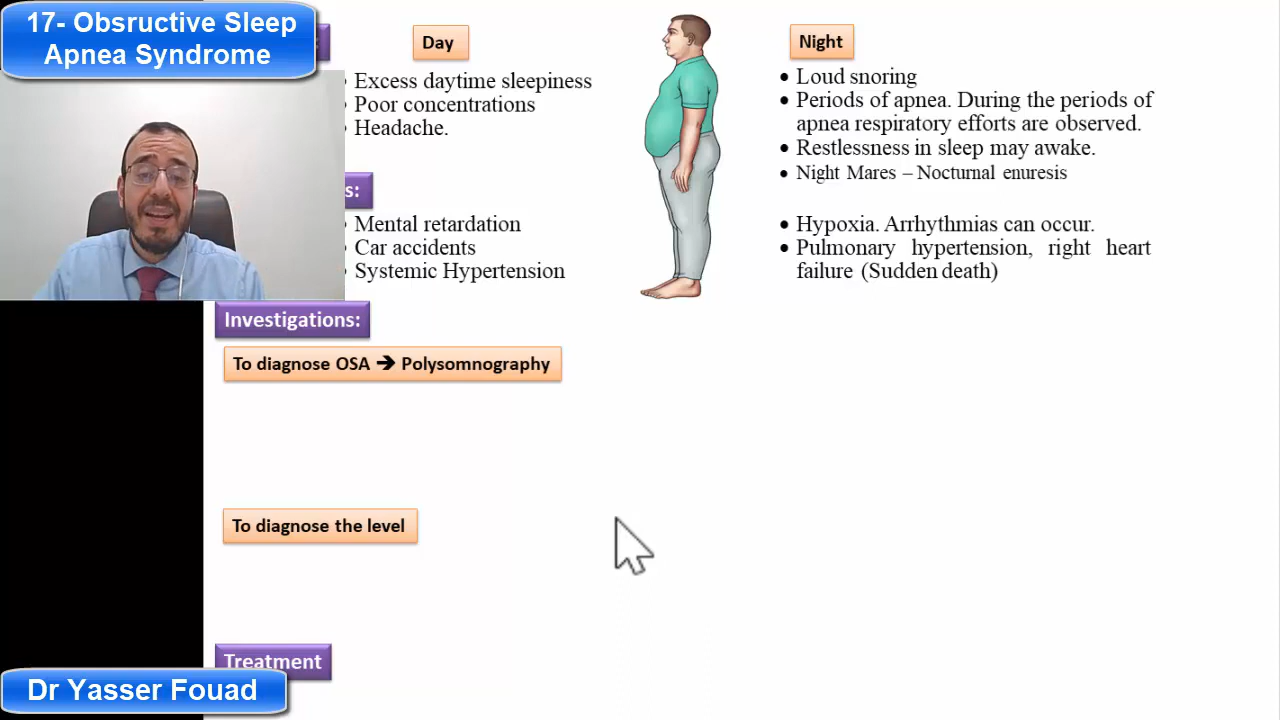 17- Obsructive Sleep
Apnea Syndrome
Day
Night
Excess daytime sleepiness
Poor concentrations
Headache.
• Loud snoring
• Periods of apnea. During the periods of
apnea respiratory efforts are observed.
• Restlessness in sleep may awake.
• Night Mares – Nocturnal enuresis
s:
Mental retardation
Car accidents
Systemic Hypertension
• Hypoxia. Arrhythmias can occur.
• Pulmonary hypertension, right heart
failure (Sudden death)
Investigations:
To diagnose OSA ➔ Polysomnography
To diagnose the level
Treatment
Dr Yasser Fouad